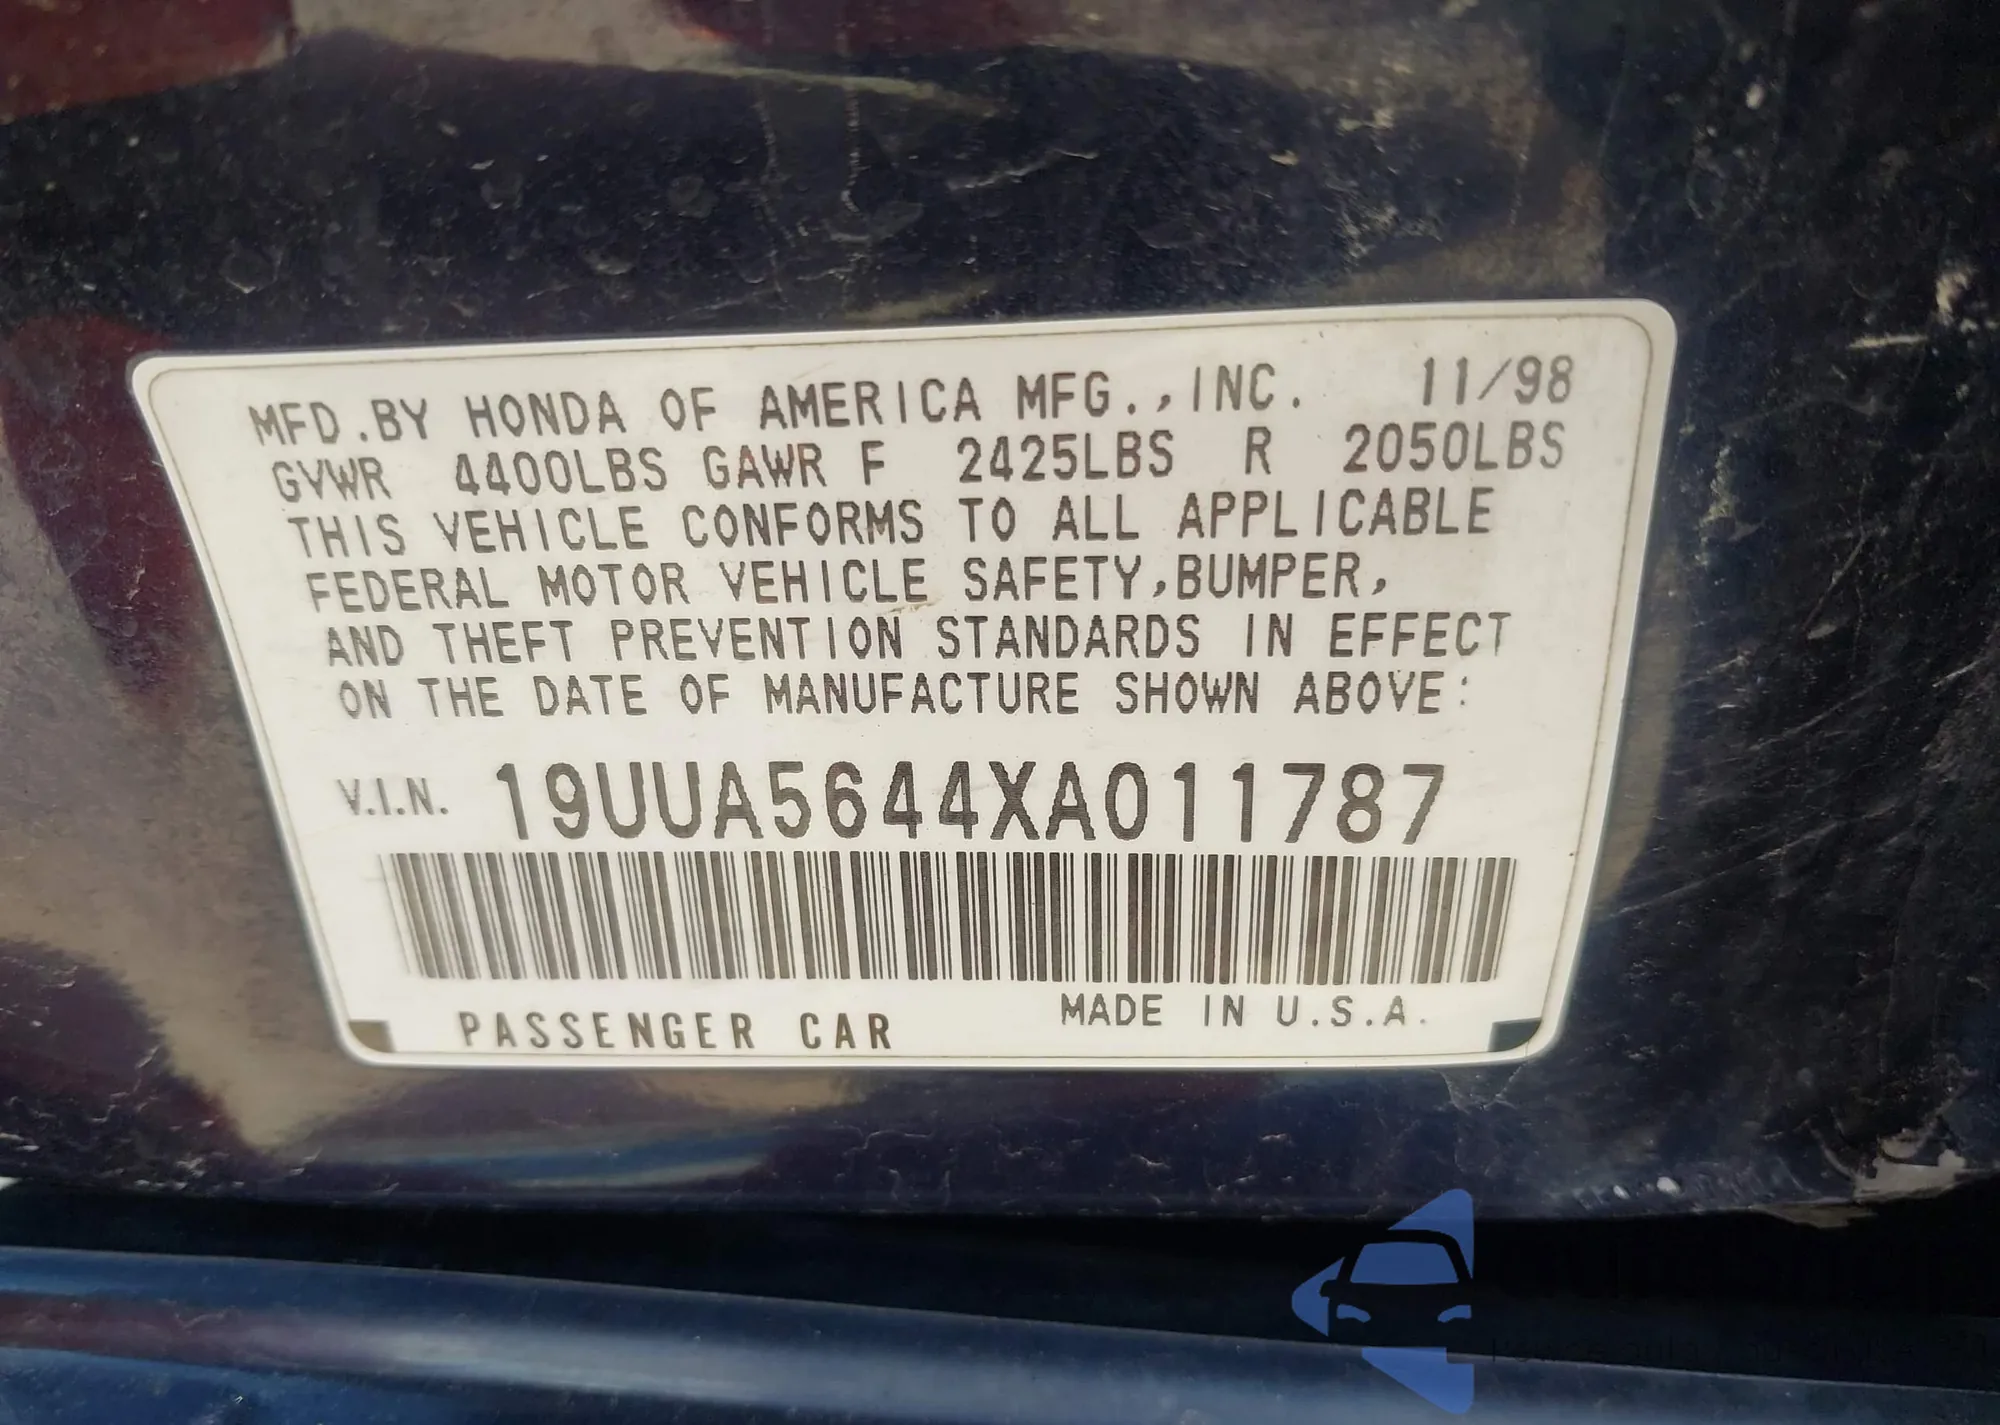 MFD.BY HONDA OF AMERICA MFG.,INC. 11/98
GVWR 4400LBS GAWR F 2425LBS R 2050LBS
THIS VEHICLE CONFORMS TO ALL APPLICABLE
FEDERAL MOTOR VEHICLE SAFETY,BUMPER,
AND THEFT PREVENTION STANDARDS IN EFFECT
ON THE DATE OF MANUFACTURE SHOWN ABOVE:
V.I.N. 19UUA5644XA011787
PASSENGER CAR MADE IN U.S.A.